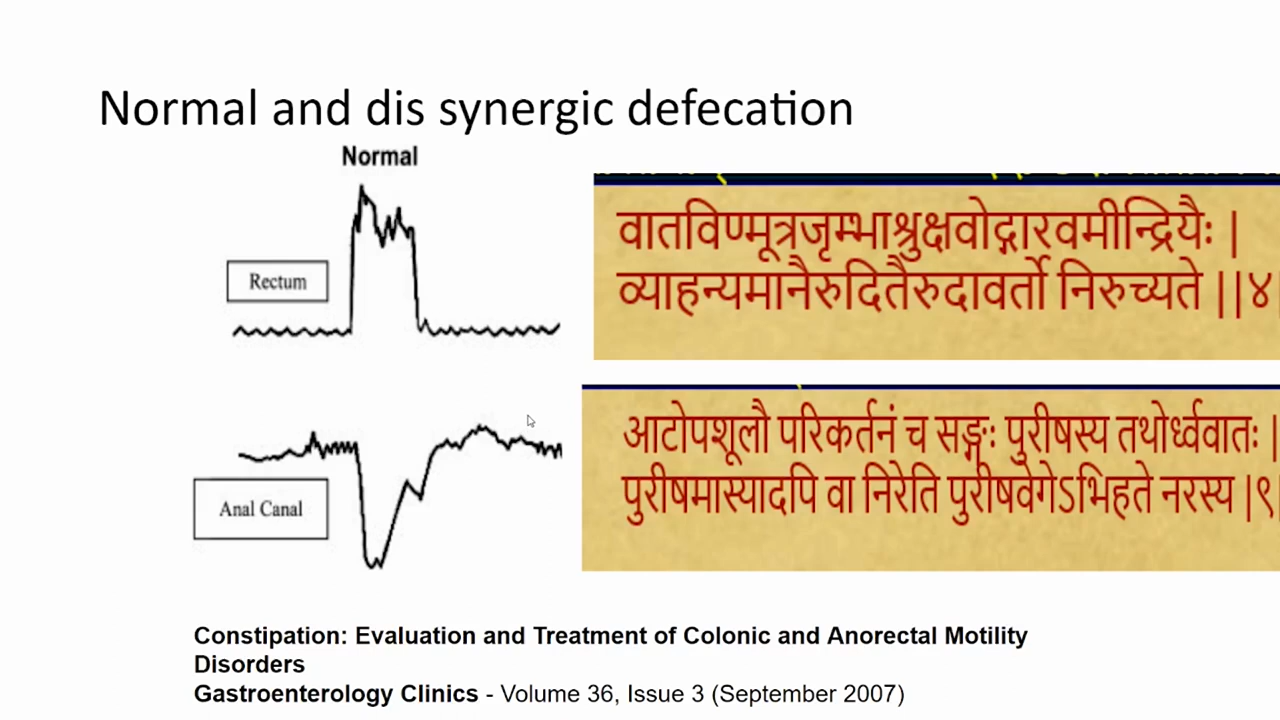 Normal and dis synergic defecation
Normal
Rectum
Anal Canal
वातविण्मूत्रजृम्भाश्रुक्षवोद्गारवमीन्द्रियैः |
व्याहन्यमानैरुदितैरुदावर्तो निरुच्यते ||४|
आटोपशूलौ परिकर्तनं च सङ्गः पुरीषस्य तथोर्ध्ववातः |
पुरीषमास्यादपि वा निरेति पुरीषवेगेऽभिहते नरस्य |९|
Constipation: Evaluation and Treatment of Colonic and Anorectal Motility
Disorders
Gastroenterology Clinics - Volume 36, Issue 3 (September 2007)